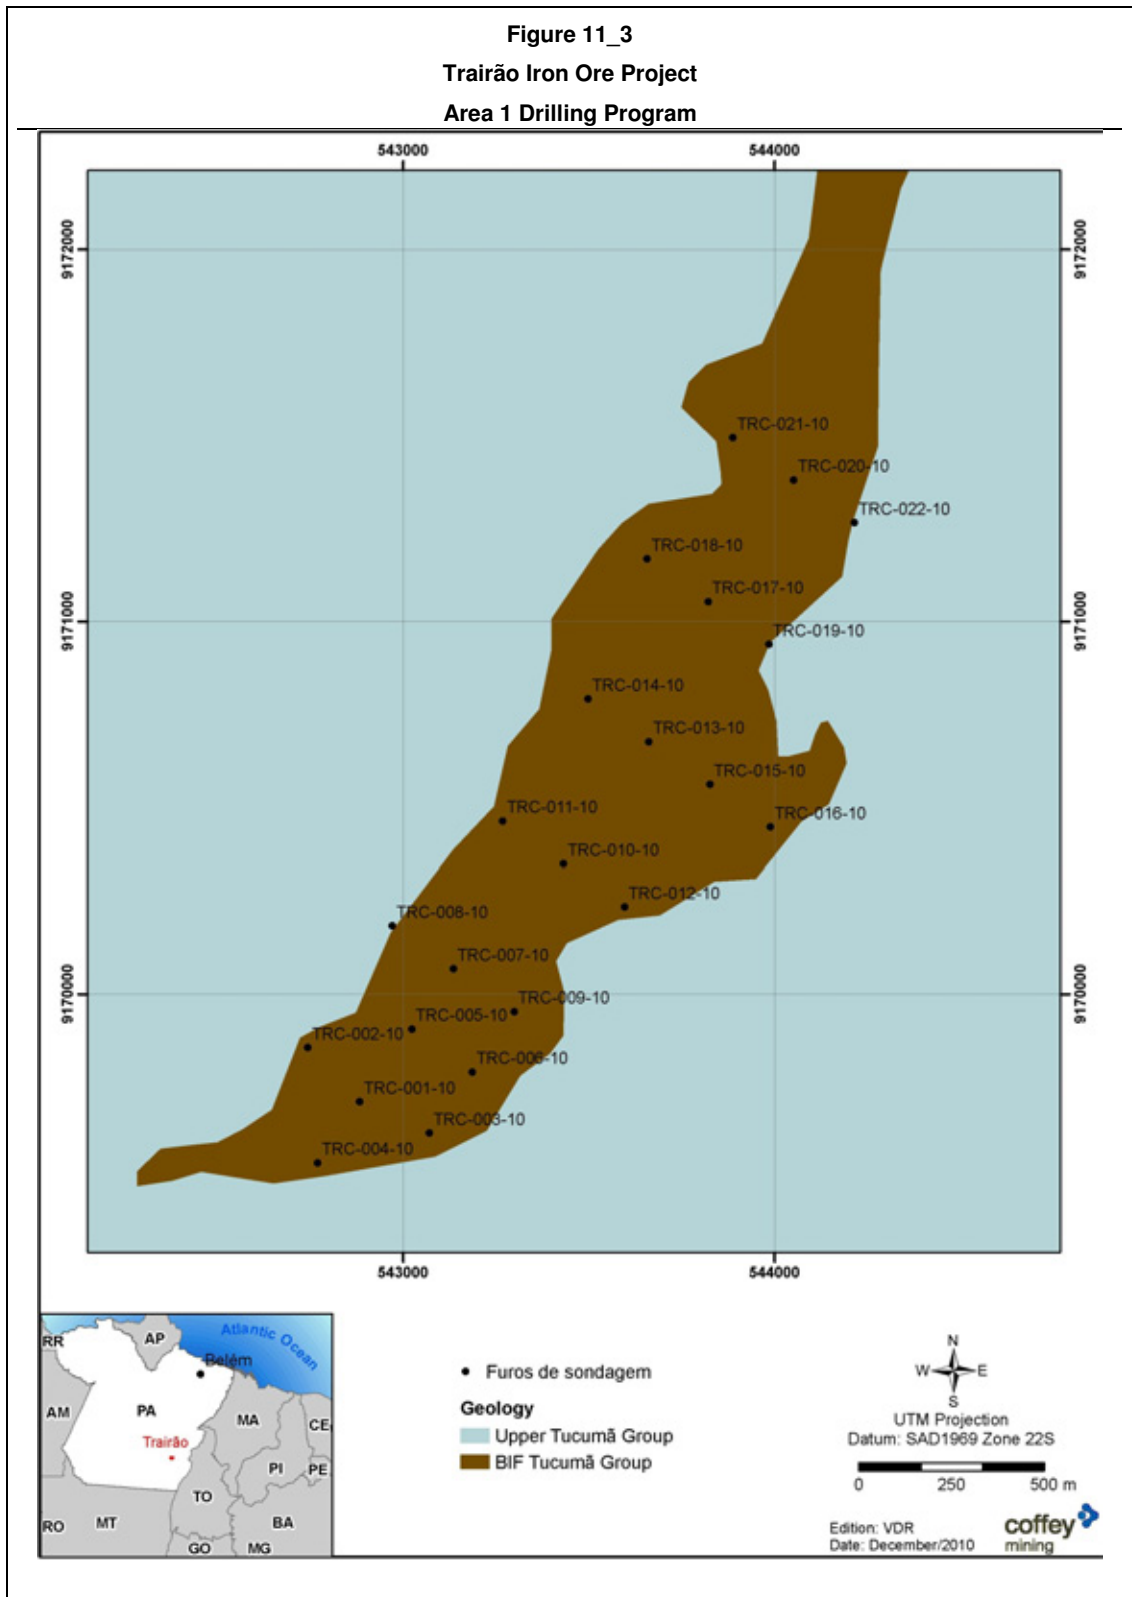 Figure 11_3
Trairão Iron Ore Project
Area 1 Drilling Program
543000
544000
9172000
9172000
TRC-021-10
TRC-020-10
TRC-022-10
TRC-018-10
TRC-017-10
9171000
9171000
TRC-019-10
TRC-014-10
TRC-013-10
TRC-015-10
TRC-011-10
TRC-016-10
TRC-010-10
TRC-012-10
TRC-008-10
TRC-007-10
9170000
9170000
TRC-009-10
TRC-005-10
TRC-002-10
TRC-006-10
TRC-001-10
TRC-003-10
TRC-004-10
543000
544000
RR
AP
Atlantic Ocean
Belém
AM
PA
MA
CE
Trairão
PI
PE
TO
RO
MT
BA
GO
MG
Furos de sondagem
Geology
Upper Tucumã Group
BIF Tucumã Group
N
W
E
S
UTM Projection
Datum: SAD1969 Zone 22S
0 250 500 m
Edition: VDR
Date: December/2010
coffey
mining